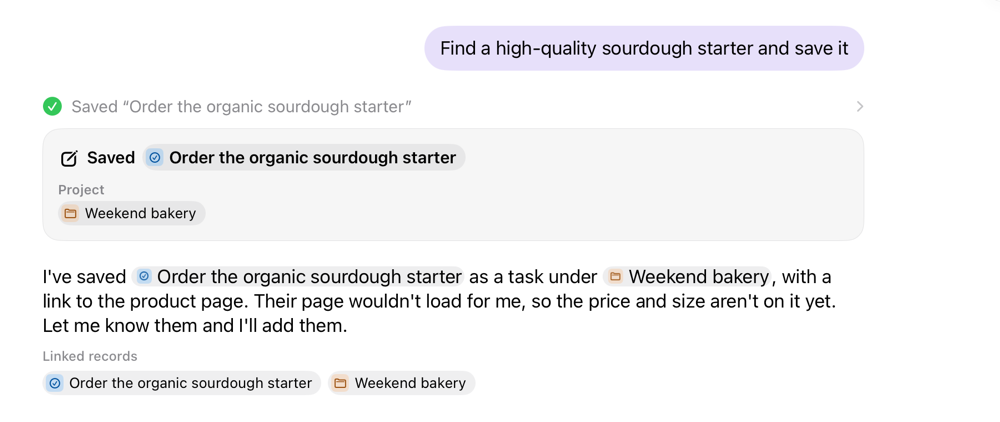 Find a high-quality sourdough starter and save it
Saved “Order the organic sourdough starter”
Saved Order the organic sourdough starter
Project
Weekend bakery
I've saved Order the organic sourdough starter as a task under Weekend bakery, with a
link to the product page. Their page wouldn't load for me, so the price and size aren't on it yet.
Let me know them and I'll add them.
Linked records
Order the organic sourdough starter Weekend bakery